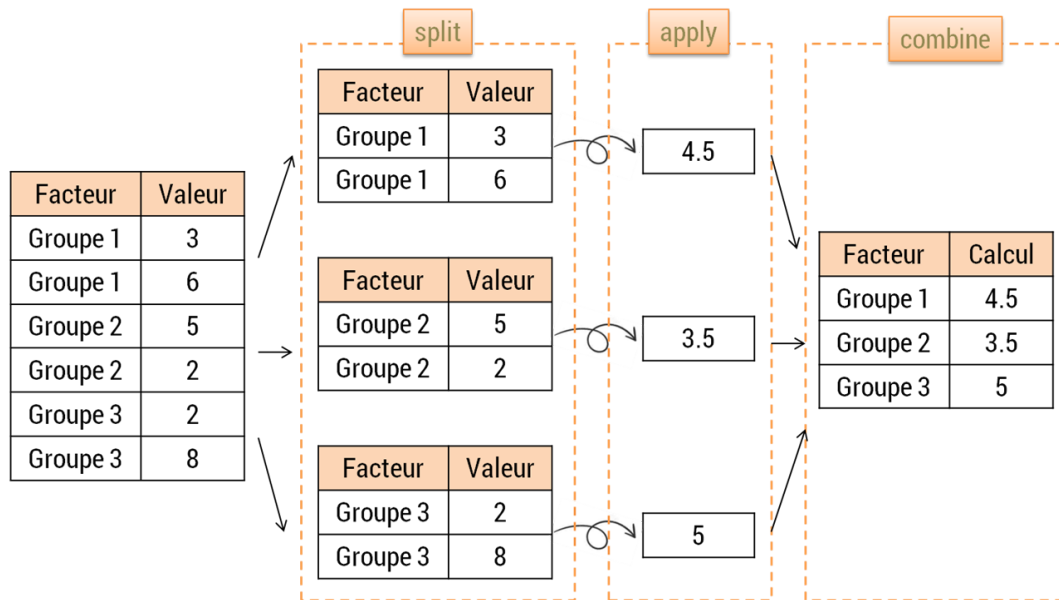 split
apply
combine
Facteur Valeur
Groupe 1 3
Groupe 1 6
Groupe 2 5
Groupe 2 2
Groupe 3 2
Groupe 3 8
Facteur Valeur
Groupe 1 3
Groupe 1 6
Facteur Valeur
Groupe 2 5
Groupe 2 2
Facteur Valeur
Groupe 3 2
Groupe 3 8
4.5
3.5
5
Facteur Calcul
Groupe 1 4.5
Groupe 2 3.5
Groupe 3 5